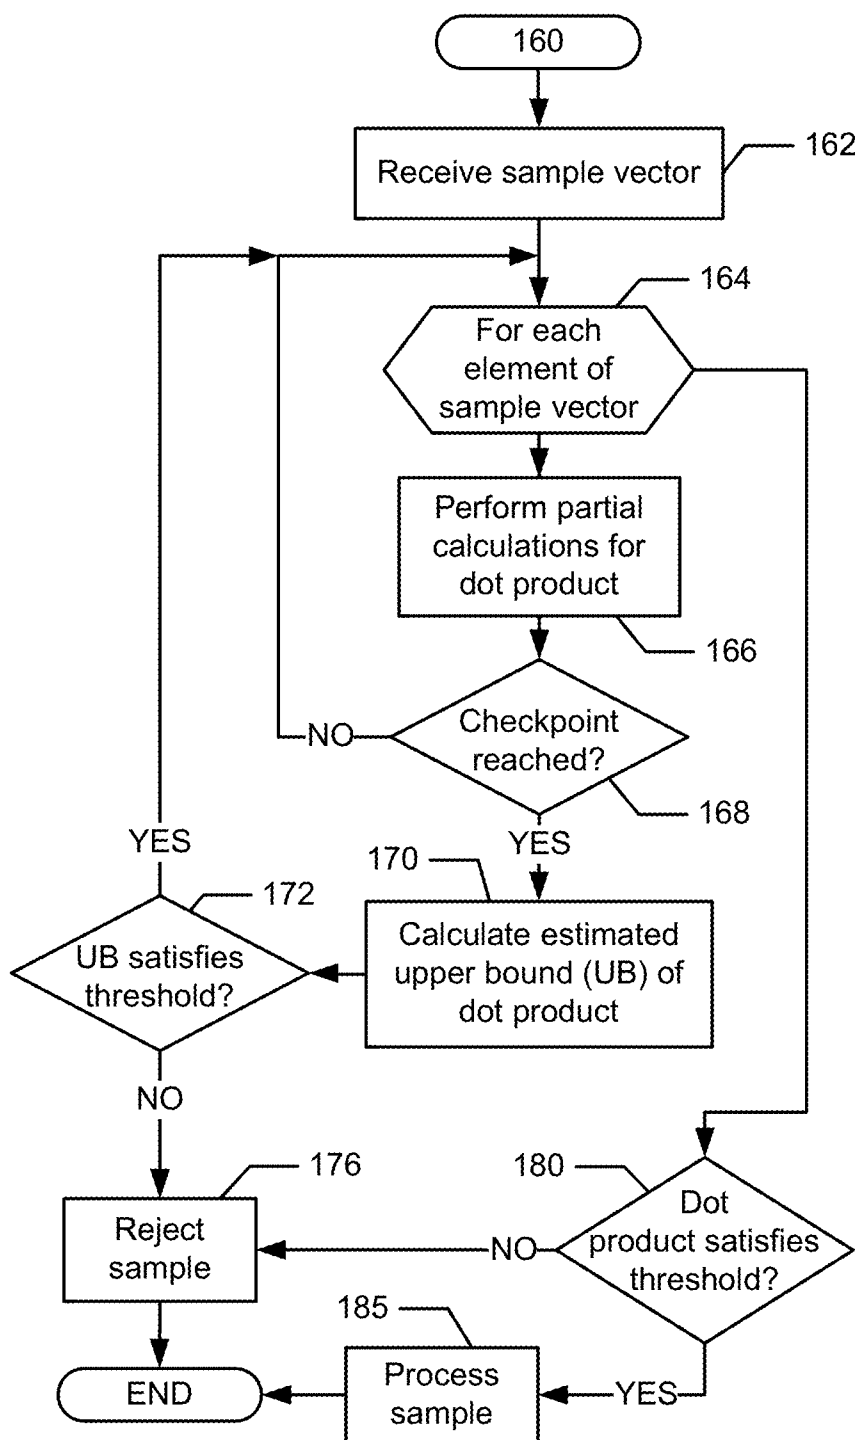 160
Receive sample vector
162
164
For each
element of
sample vector
Perform partial
calculations for
dot product
166
Checkpoint
reached?
NO
168
YES
YES
170
172
Calculate estimated
upper bound (UB) of
dot product
UB satisfies
threshold?
NO
176
180
Reject
sample
Dot
product satisfies
threshold?
NO
185
Process
sample
YES
END